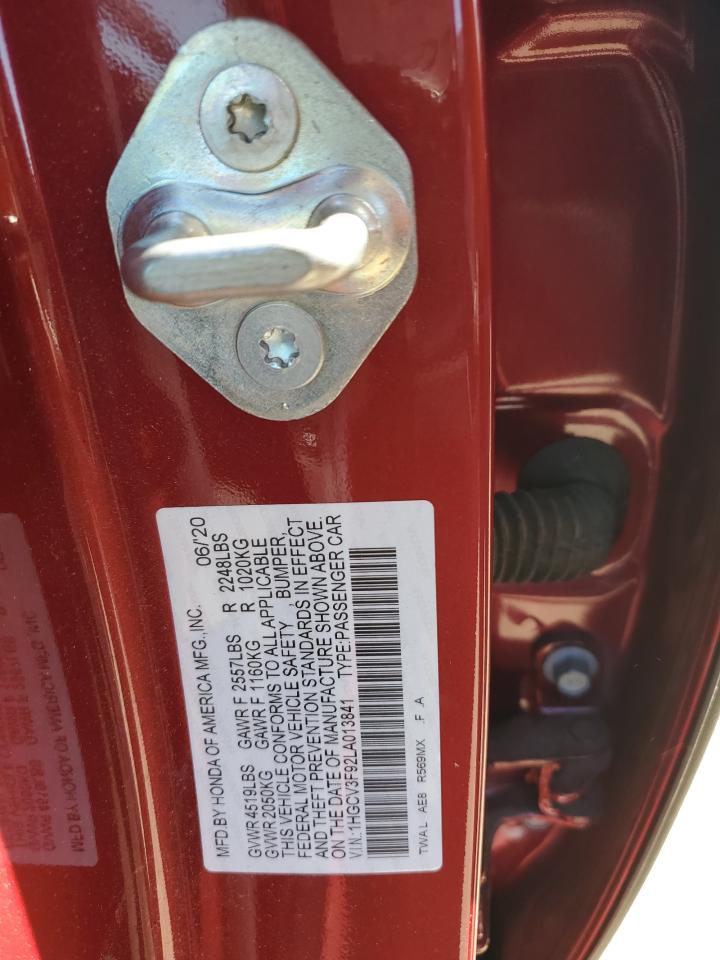 MFD.BY HONDA OF AMERICA MFG.,INC. 06/20
GVWR 4519LBS GAWR F 2557LBS R 2248LBS
GVWR 2050KG GAWR F 1160KG R 1020KG
THIS VEHICLE CONFORMS TO ALL APPLICABLE
FEDERAL MOTOR VEHICLE SAFETY , BUMPER,
AND THEFT PREVENTION STANDARDS IN EFFECT
ON THE DATE OF MANUFACTURE SHOWN ABOVE.
V.I.N.:1HGCV3F92LA013841 TYPE:PASSENGER CAR
TWAL AE8 R569MX .F .A